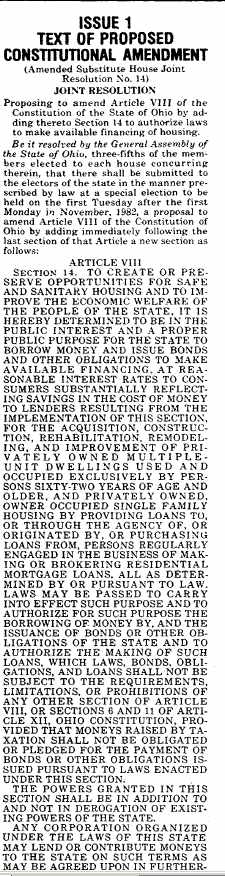 ISSUE 1
TEXT OF PROPOSED
CONSTITUTIONAL AMENDMENT
(Amended Substitute House Joint
Resolution No. 14)
JOINT RESOLUTION
Proposing to amend Article VIII of the
Constitution of the State of Ohio by ad-
ding thereto Section 14 to authorize laws
to make available financing of housing.
Be it resolved by the General Assembly of
the State of Ohio, three-fifths of the mem-
bers elected to each house concurring
therein, that there shall be submitted to
the electors of the state in the manner pre-
scribed by law at a special election to be
held on the first Tuesday after the first
Monday in November, 1982, a proposal to
amend Article VIII of the Constitution of
Ohio by adding immediately following the
last section of that Article a new section as
follows:
ARTICLE VIII
SECTION 14. TO CREATE OR PRE-
SERVE OPPORTUNITIES FOR SAFE
AND SANITARY HOUSING AND TO IM-
PROVE THE ECONOMIC WELFARE OF
THE PEOPLE OF THE STATE, IT IS
HEREBY DETERMINED TO BE IN THE
PUBLIC INTEREST AND A PROPER
PUBLIC PURPOSE FOR THE STATE TO
BORROW MONEY AND ISSUE BONDS
AND OTHER OBLIGATIONS TO MAKE
AVAILABLE FINANCING, AT REA-
SONABLE INTEREST RATES TO CON-
SUMERS SUBSTANTIALLY REFLECT-
ING SAVINGS IN THE COST OF MONEY
TO LENDERS RESULTING FROM THE
IMPLEMENTATION OF THIS SECTION,
FOR THE ACQUISITION, CONSTRUC-
TION, REHABILITATION, REMODEL-
ING, AND IMPROVEMENT OF PRI-
VATELY OWNED MULTIPLE-
UNIT DWELLINGS USED AND
OCCUPIED EXCLUSIVELY BY PER-
SONS SIXTY-TWO YEARS OF AGE AND
OLDER, AND PRIVATELY OWNED,
OWNER OCCUPIED SINGLE FAMILY
HOUSING BY PROVIDING LOANS TO,
OR THROUGH THE AGENCY OF, OR
ORIGINATED BY, OR PURCHASING
LOANS FROM, PERSONS REGULARLY
ENGAGED IN THE BUSINESS OF MAK-
ING OR BROKERING RESIDENTIAL
MORTGAGE LOANS, ALL AS DETER-
MINED BY OR PURSUANT TO LAW.
LAWS MAY BE PASSED TO CARRY
INTO EFFECT SUCH PURPOSE AND TO
AUTHORIZE FOR SUCH PURPOSE THE
BORROWING OF MONEY BY, AND THE
ISSUANCE OF BONDS OR OTHER OB-
LIGATIONS OF THE STATE AND TO
AUTHORIZE THE MAKING OF SUCH
LOANS, WHICH LAWS, BONDS, OBLI-
GATIONS, AND LOANS SHALL NOT BE
SUBJECT TO THE REQUIREMENTS,
LIMITATIONS, OR PROHIBITIONS OF
ANY OTHER SECTION OF ARTICLE
VIII, OR SECTIONS 6 AND 11 OF ARTI-
CLE XII, OHIO CONSTITUTION, PRO-
VIDED THAT MONEYS RAISED BY TA-
XATION SHALL NOT BE OBLIGATED
OR PLEDGED FOR THE PAYMENT OF
BONDS OR OTHER OBLIGATIONS IS-
SUED PURSUANT TO LAWS ENACTED
UNDER THIS SECTION.
THE POWERS GRANTED IN THIS
SECTION SHALL BE IN ADDITION TO
AND NOT IN DEROGATION OF EXIST-
ING POWERS OF THE STATE.
ANY CORPORATION ORGANIZED
UNDER THE LAWS OF THIS STATE
MAY LEND OR CONTRIBUTE MONEYS
TO THE STATE ON SUCH TERMS AS
MAY BE AGREED UPON IN FURTHER-